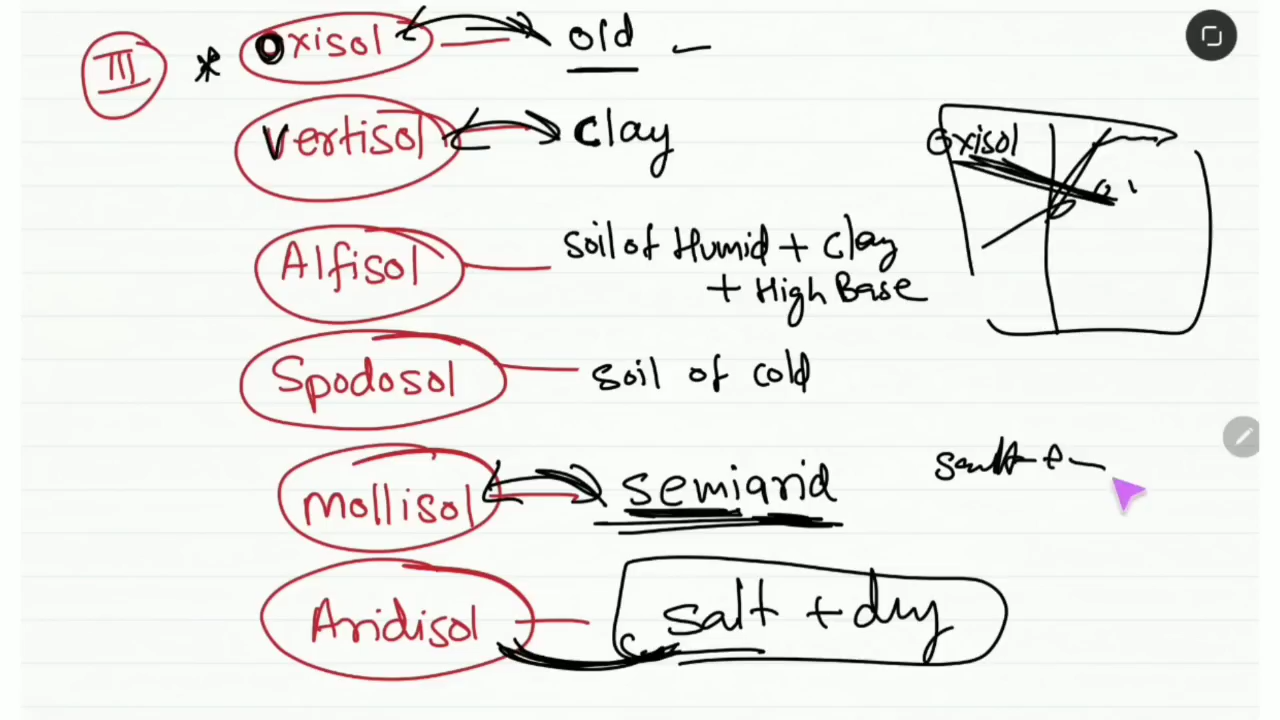 III * Oxisol old
Vertisol clay
Oxisol
Alfisol soil of Humid + clay
+ High Base
Spodosol soil of cold
Mollisol semiarid
salt
Aridisol salt + dry